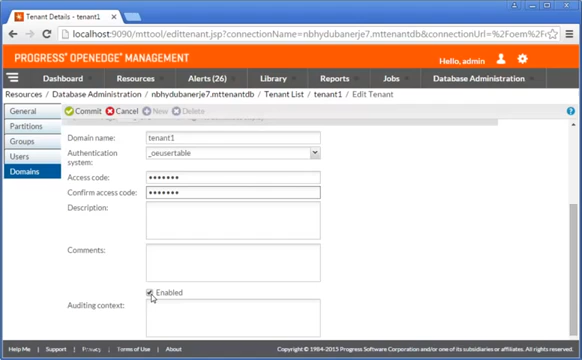 Tenant Details - tenant1
localhost:9090/mttool/edittenant.jsp?connectionName=nbhydubanerje7.mttenantdb&connectionUrl=%2Foem%2F
PROGRESS OPENEDGE MANAGEMENT
Hello, admin
Dashboard Resources Alerts (26) Library Reports Jobs Database Administration
Resources / Database Administration / nbhydubanerje7.mttenantdb / Tenant List / tenant1 / Edit Tenant
General
Partitions
Groups
Users
Domains
Commit Cancel New Delete
Domain name: tenant1
Authentication system: _oeusertable
Access code: •••••••
Confirm access code: •••••••
Description:
Comments:
Enabled
Auditing context:
Help Me Support Privacy Terms of Use About
Copyright © 1984-2015 Progress Software Corporation and/or one of its subsidiaries or affiliates. All rights reserved.